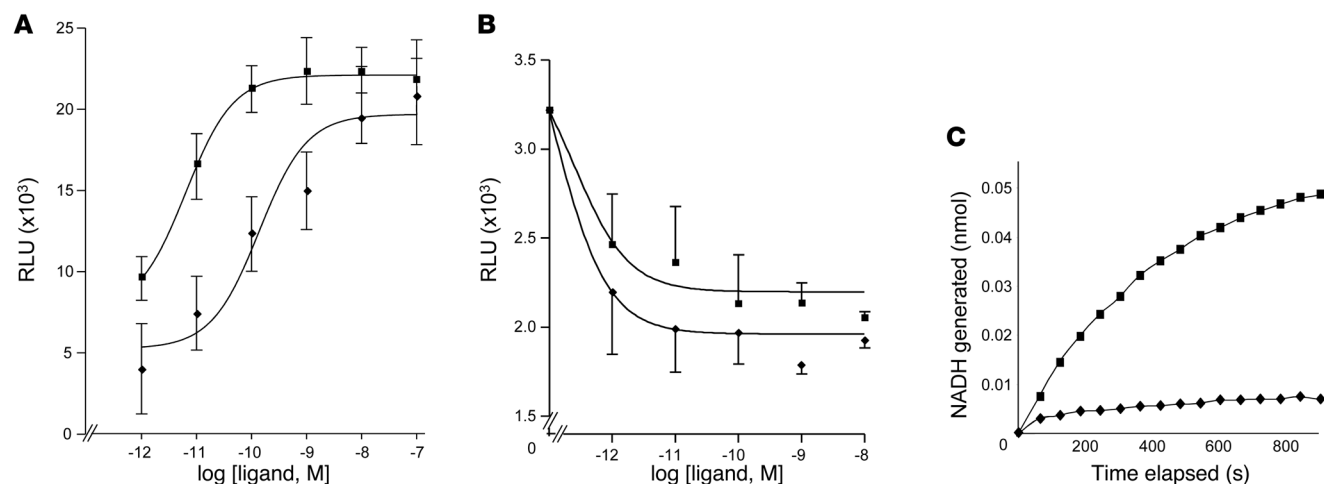 A
25
20
15
10
5
0
RLU (x10³)
-12 -11 -10 -9 -8 -7
log [ligand, M]
B
3.5
3.0
2.5
2.0
1.5
0
RLU (x10³)
-12 -11 -10 -9 -8
log [ligand, M]
C
0.05
0.04
0.03
0.02
0.01
0
NADH generated (nmol)
200 400 600 800
Time elapsed (s)